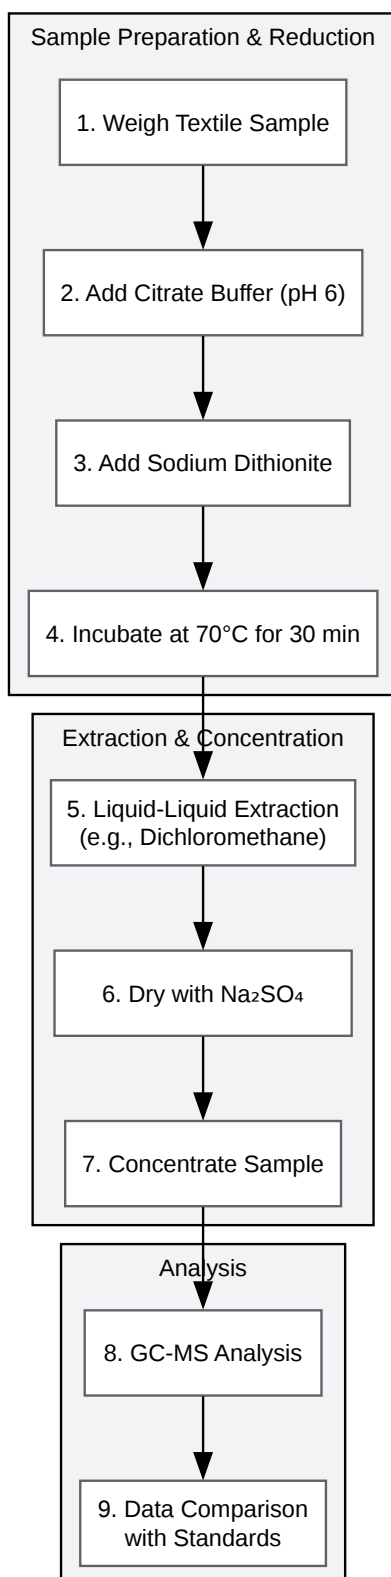 Sample Preparation & Reduction
1. Weigh Textile Sample
2. Add Citrate Buffer (pH 6)
3. Add Sodium Dithionite
4. Incubate at 70°C for 30 min
Extraction & Concentration
5. Liquid-Liquid Extraction
(e.g., Dichloromethane)
6. Dry with Na₂SO₄
7. Concentrate Sample
Analysis
8. GC-MS Analysis
9. Data Comparison
with Standards